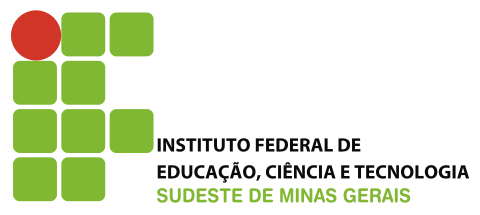 INSTITUTO FEDERAL DE
EDUCAÇÃO, CIÊNCIA E TECNOLOGIA
SUDESTE DE MINAS GERAIS